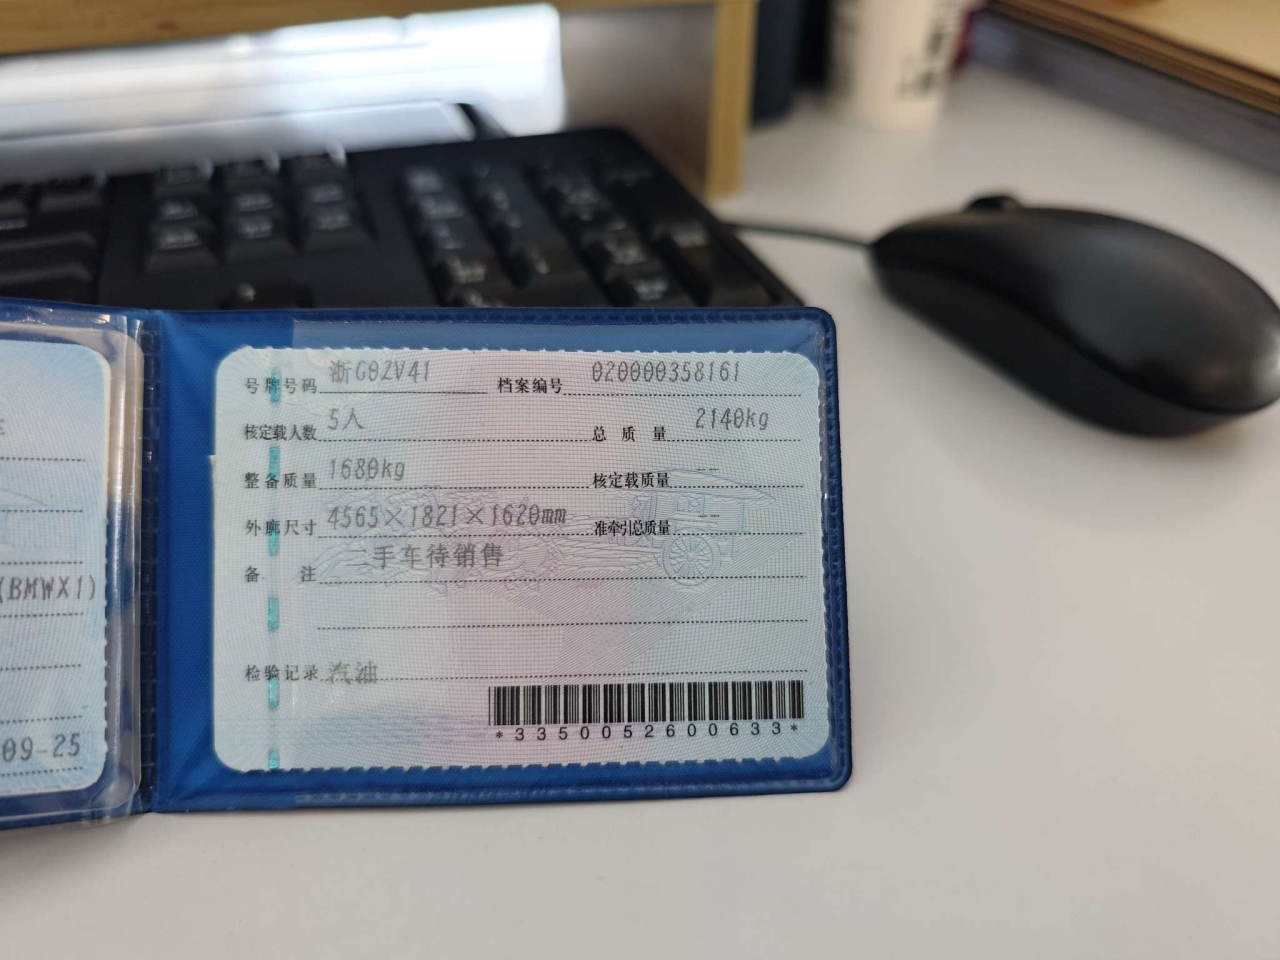 号牌号码 浙G0ZV41 档案编号 020000358161
核定载人数 5人 总质量 2140kg
整备质量 1680kg 核定载质量 --
外廓尺寸 4565×1821×1620mm 准牵引总质量 --
备注 二手车待销售
检验记录 汽油
*3350052600633*
(BMWX1)
09-25